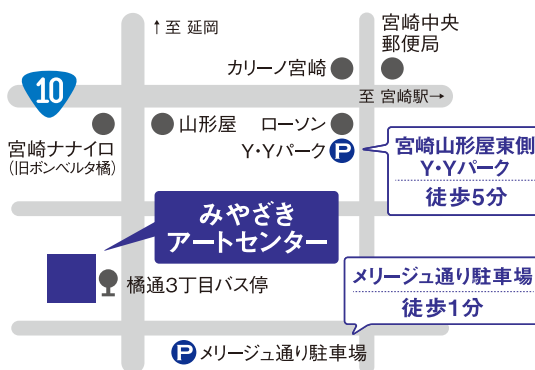 ↑至 延岡
宮崎中央
郵便局
カリーノ宮崎
10
至 宮崎駅→
山形屋
ローソン
宮崎ナナイロ
(旧ボンベルタ橘)
Y・Yパーク
P
宮崎山形屋東側
Y・Yパーク
徒歩5分
みやざき
アートセンター
橘通3丁目バス停
メリージュ通り駐車場
徒歩1分
P
メリージュ通り駐車場